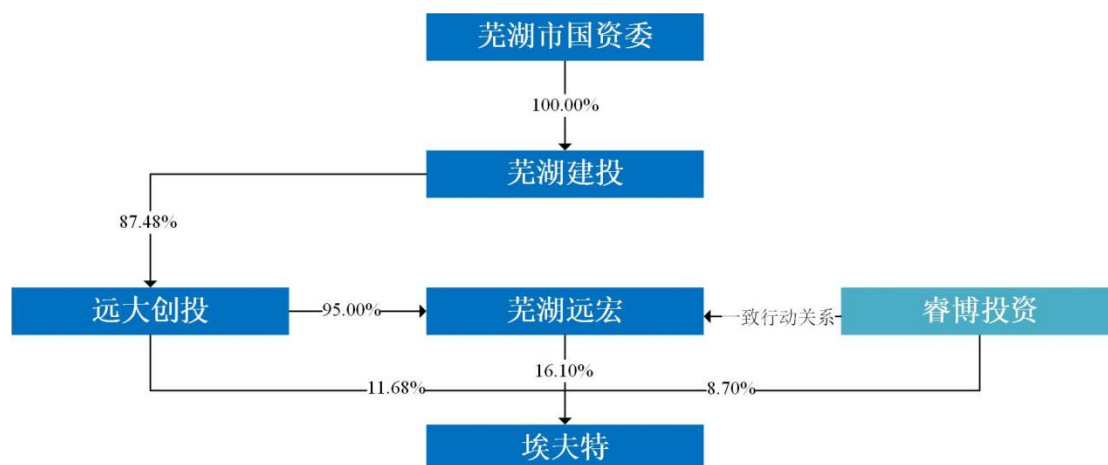 芜湖市国资委
100.00%
芜湖建投
87.48%
远大创投
95.00%
芜湖远宏
一致行动关系
睿博投资
11.68%
16.10%
8.70%
埃夫特